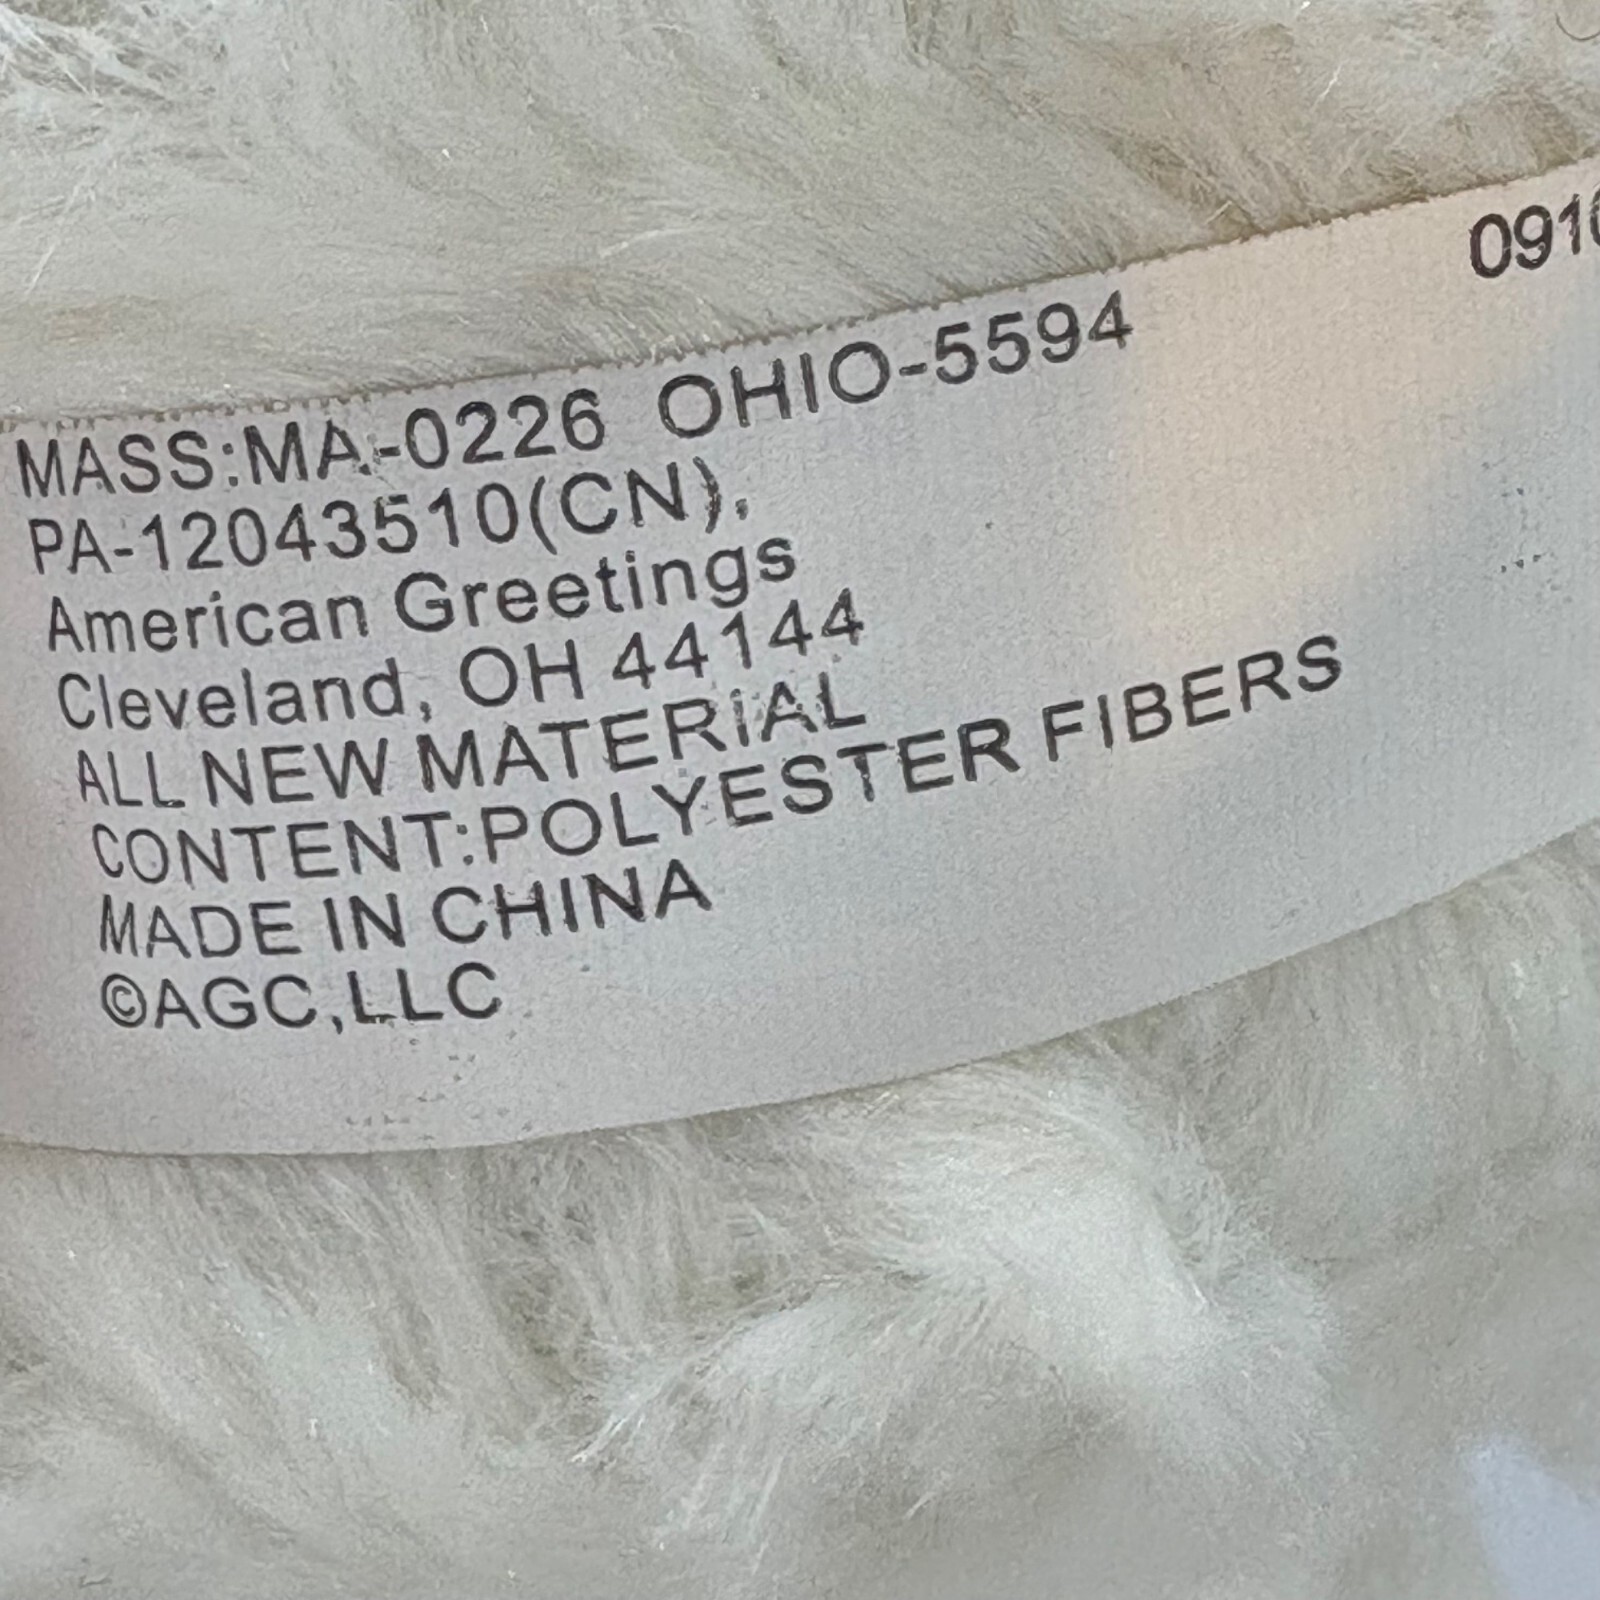 0910
MASS:MA-0226 OHIO-5594
PA-12043510(CN),
American Greetings
Cleveland, OH 44144
ALL NEW MATERIAL
CONTENT:POLYESTER FIBERS
MADE IN CHINA
©AGC,LLC